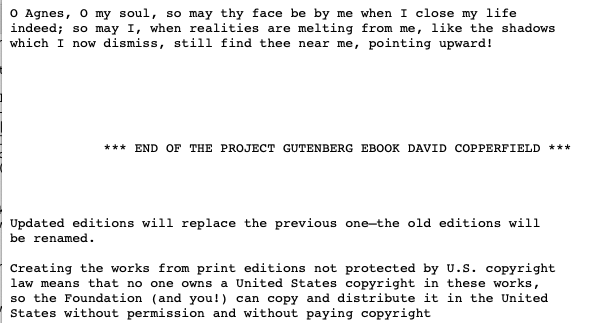 O Agnes, O my soul, so may thy face be by me when I close my life
indeed; so may I, when realities are melting from me, like the shadows
which I now dismiss, still find thee near me, pointing upward!
*** END OF THE PROJECT GUTENBERG EBOOK DAVID COPPERFIELD ***
Updated editions will replace the previous one—the old editions will
be renamed.
Creating the works from print editions not protected by U.S. copyright
law means that no one owns a United States copyright in these works,
so the Foundation (and you!) can copy and distribute it in the United
States without permission and without paying copyright